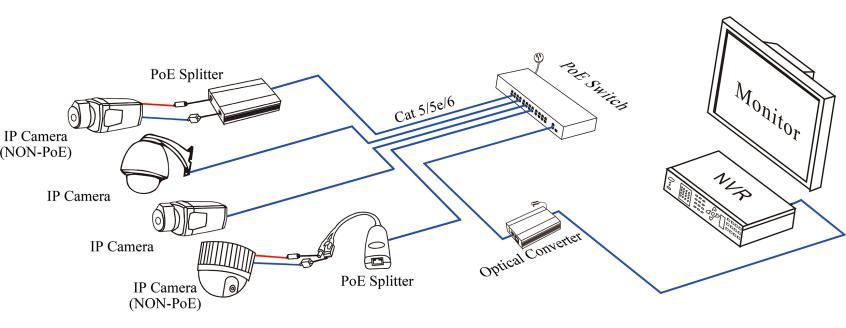 PoE Splitter
IP Camera
(NON-PoE)
IP Camera
IP Camera
IP Camera
(NON-PoE)
PoE Splitter
Cat 5/5e/6
PoE Switch
Optical Converter
Monitor
NVR